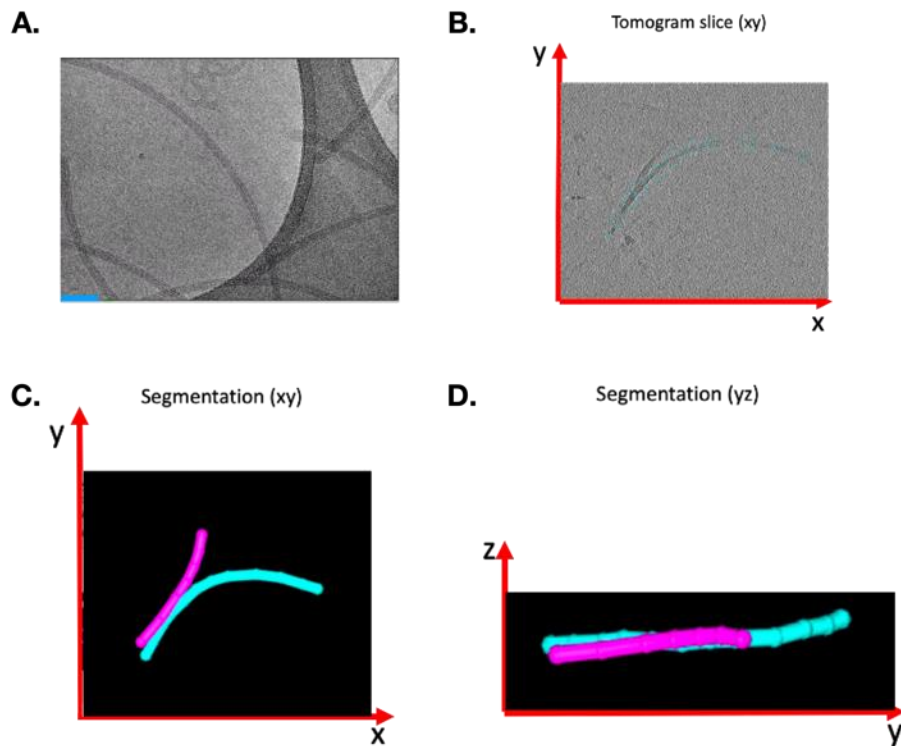 A.
B.
Tomogram slice (xy)
y
x
C.
Segmentation (xy)
y
x
D.
Segmentation (yz)
z
y